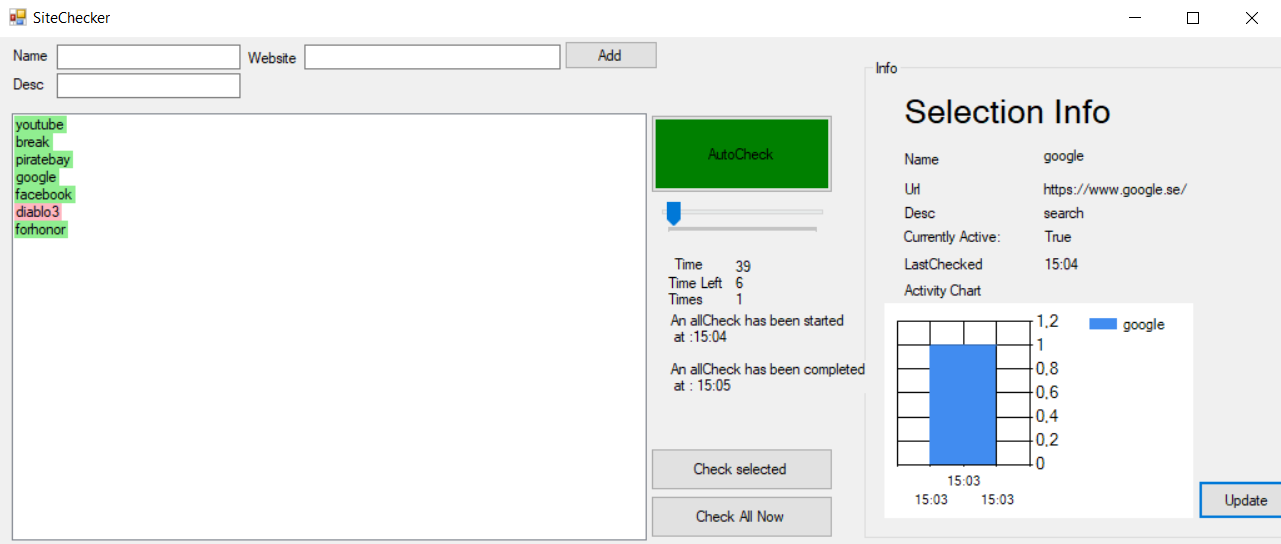 SiteChecker
Name
Website
Add
Desc
youtube
break
piratebay
google
facebook
diablo3
forhonor
AutoCheck
Time 39
Time Left 6
Times 1
An allCheck has been started
at :15:04
An allCheck has been completed
at : 15:05
Check selected
Check All Now
Info
Selection Info
Name google
Url https://www.google.se/
Desc search
Currently Active: True
LastChecked 15:04
Activity Chart
1,2
1
0,8
0,6
0,4
0,2
0
google
15:03
15:03 15:03
Update